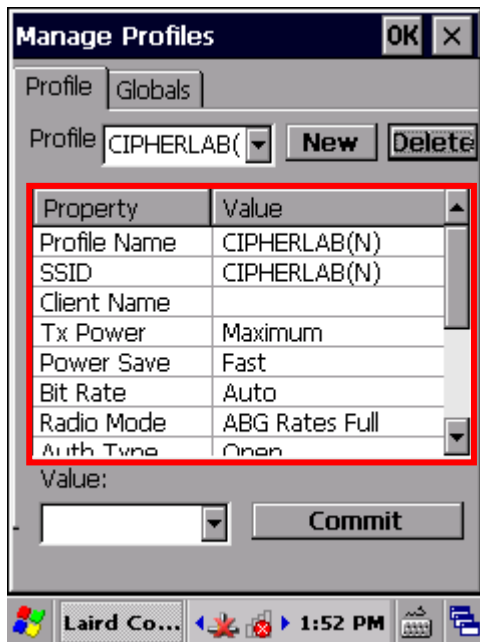 Manage Profiles OK ×
Profile Globals
Profile CIPHERLAB( New Delete
Property Value
Profile Name CIPHERLAB(N)
SSID CIPHERLAB(N)
Client Name
Tx Power Maximum
Power Save Fast
Bit Rate Auto
Radio Mode ABG Rates Full
Auth Type Open
Value:
Commit
Laird Co... 1:52 PM